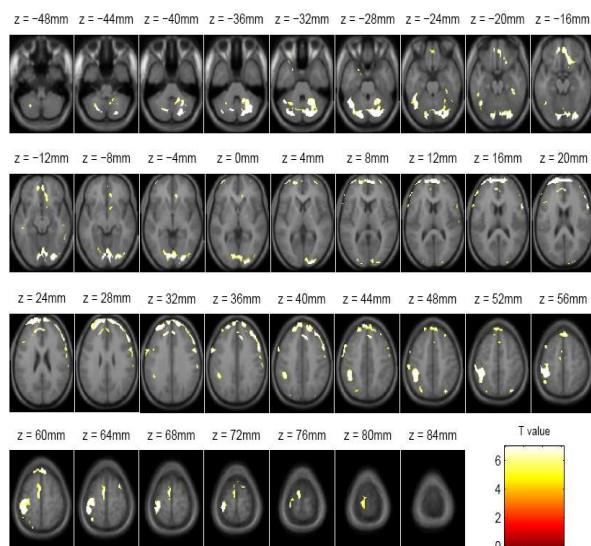 z = −48mm z = −44mm z = −40mm z = −36mm z = −32mm z = −28mm z = −24mm z = −20mm z = −16mm
z = −12mm z = −8mm z = −4mm z = 0mm z = 4mm z = 8mm z = 12mm z = 16mm z = 20mm
z = 24mm z = 28mm z = 32mm z = 36mm z = 40mm z = 44mm z = 48mm z = 52mm z = 56mm
z = 60mm z = 64mm z = 68mm z = 72mm z = 76mm z = 80mm z = 84mm T value
6
4
2
0